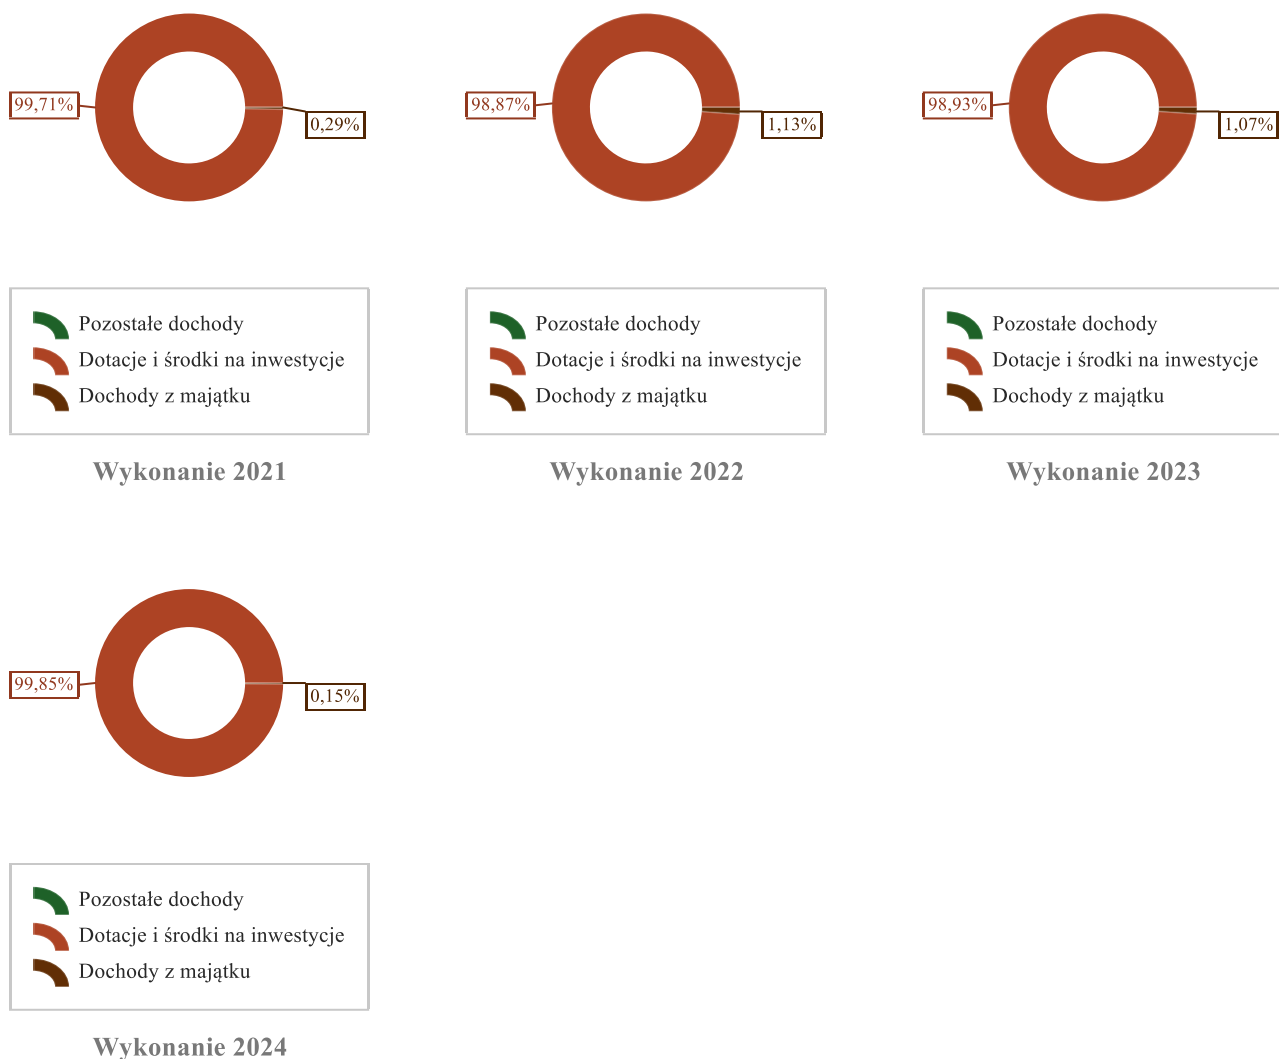 99,71%
0,29%
Pozostałe dochody
Dotacje i środki na inwestycje
Dochody z majątku
Wykonanie 2021
98,87%
1,13%
Pozostałe dochody
Dotacje i środki na inwestycje
Dochody z majątku
Wykonanie 2022
98,93%
1,07%
Pozostałe dochody
Dotacje i środki na inwestycje
Dochody z majątku
Wykonanie 2023
99,85%
0,15%
Pozostałe dochody
Dotacje i środki na inwestycje
Dochody z majątku
Wykonanie 2024